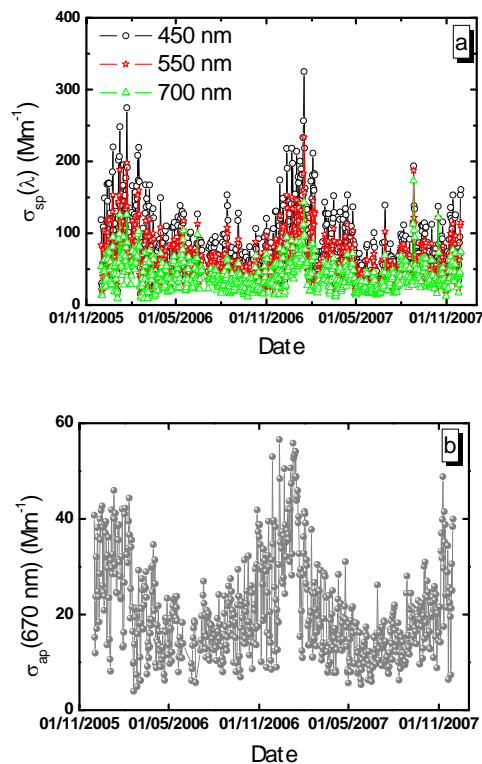 a
450 nm
550 nm
700 nm
σsp(λ) (Mm⁻¹)
400
300
200
100
0
01/11/2005 01/05/2006 01/11/2006 01/05/2007 01/11/2007
Date
b
σap(670 nm) (Mm⁻¹)
60
40
20
0
01/11/2005 01/05/2006 01/11/2006 01/05/2007 01/11/2007
Date